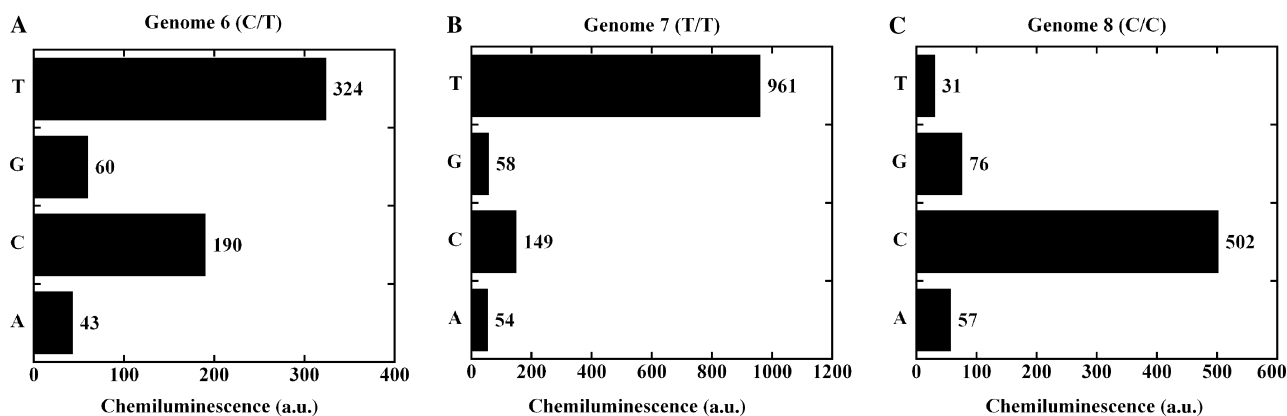 A
Genome 6 (C/T)
T
324
G
60
C
190
A
43
0
100
200
300
400
Chemiluminescence (a.u.)
B
Genome 7 (T/T)
T
961
G
58
C
149
A
54
0
200
400
600
800
1000
1200
Chemiluminescence (a.u.)
C
Genome 8 (C/C)
T
31
G
76
C
502
A
57
0
100
200
300
400
500
600
Chemiluminescence (a.u.)